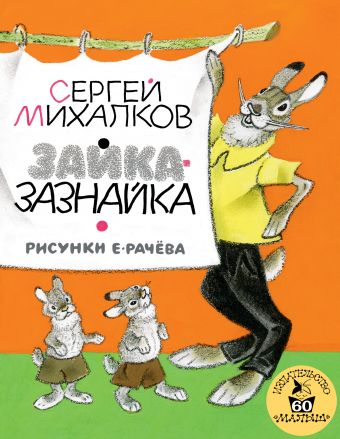 СЕРГЕЙ
МИХАЛКОВ
ЗАЙКА-
ЗАЗНАЙКА
РИСУНКИ Е·РАЧЁВА
ИЗДАТЕЛЬСТВО
60
«МАЛЫШ»